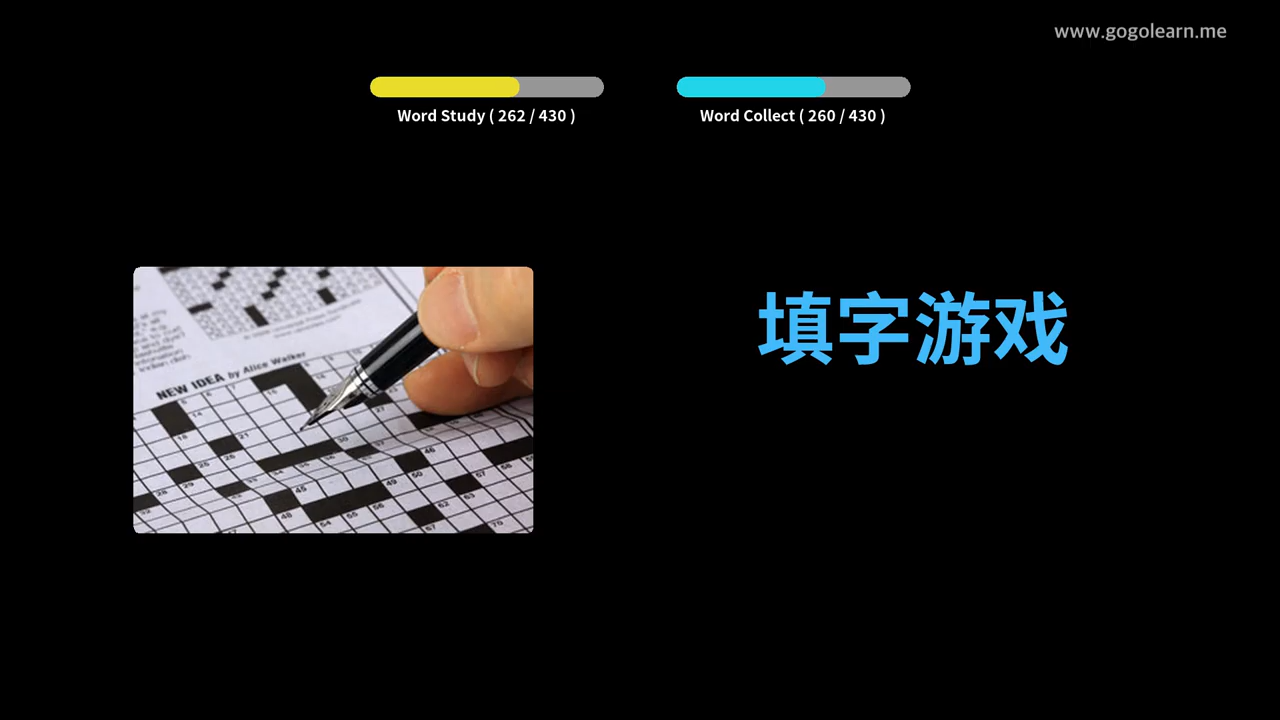 www.gogolearn.me
Word Study ( 262 / 430 )
Word Collect ( 260 / 430 )
填字游戏
NEW IDEA by Alice Walker